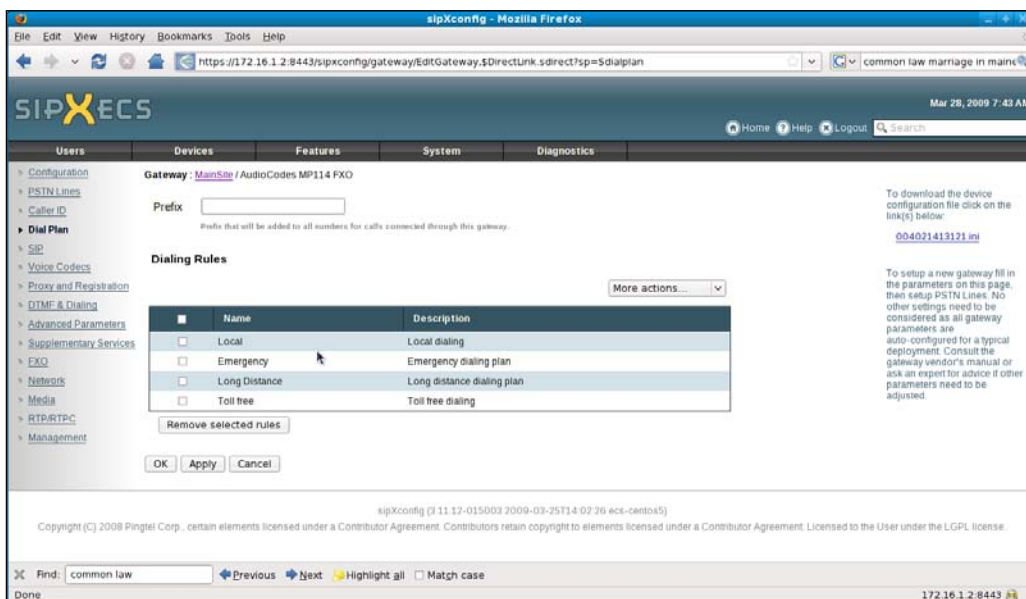 sipXconfig - Mozilla Firefox
File Edit View History Bookmarks Tools Help
https://172.16.1.2:8443/sipxconfig/gateway/EditGateway,$DirectLink.sdirect?sp=Sdialplan
common law marriage in maine
SIPXECS
Mar 28, 2009 7:43 AM
Home Help Logout Search
Users Devices Features System Diagnostics
Configuration
PSTN Lines
Caller ID
Dial Plan
SIP
Voice Codecs
Proxy and Registration
DTMF & Dialing
Advanced Parameters
Supplementary Services
FXO
Network
Media
RTP/RTPC
Management
Gateway : MainSite / AudioCodes MP114 FXO
Prefix
Prefix that will be added to all numbers for calls connected through this gateway.
Dialing Rules
More actions...
Name Description
Local Local dialing
Emergency Emergency dialing plan
Long Distance Long distance dialing plan
Toll free Toll free dialing
Remove selected rules
OK Apply Cancel
To download the device
configuration file click on the
link(s) below:
004021413121.ini
To setup a new gateway fill in
the parameters on this page,
then setup PSTN Lines. No
other settings need to be
considered as all gateway
parameters are
auto-configured for a typical
deployment. Consult the
gateway vendor's manual or
ask an expert for advice if other
parameters need to be
adjusted.
sipXconfig (3.11.12-015003 2009-03-25T14:02:26 ecs-centos5)
Copyright (C) 2008 Pingtel Corp., certain elements licensed under a Contributor Agreement. Contributors retain copyright to elements licensed under a Contributor Agreement. Licensed to the User under the LGPL license.
Find: common law Previous Next Highlight all Match case
Done 172.16.1.2:8443